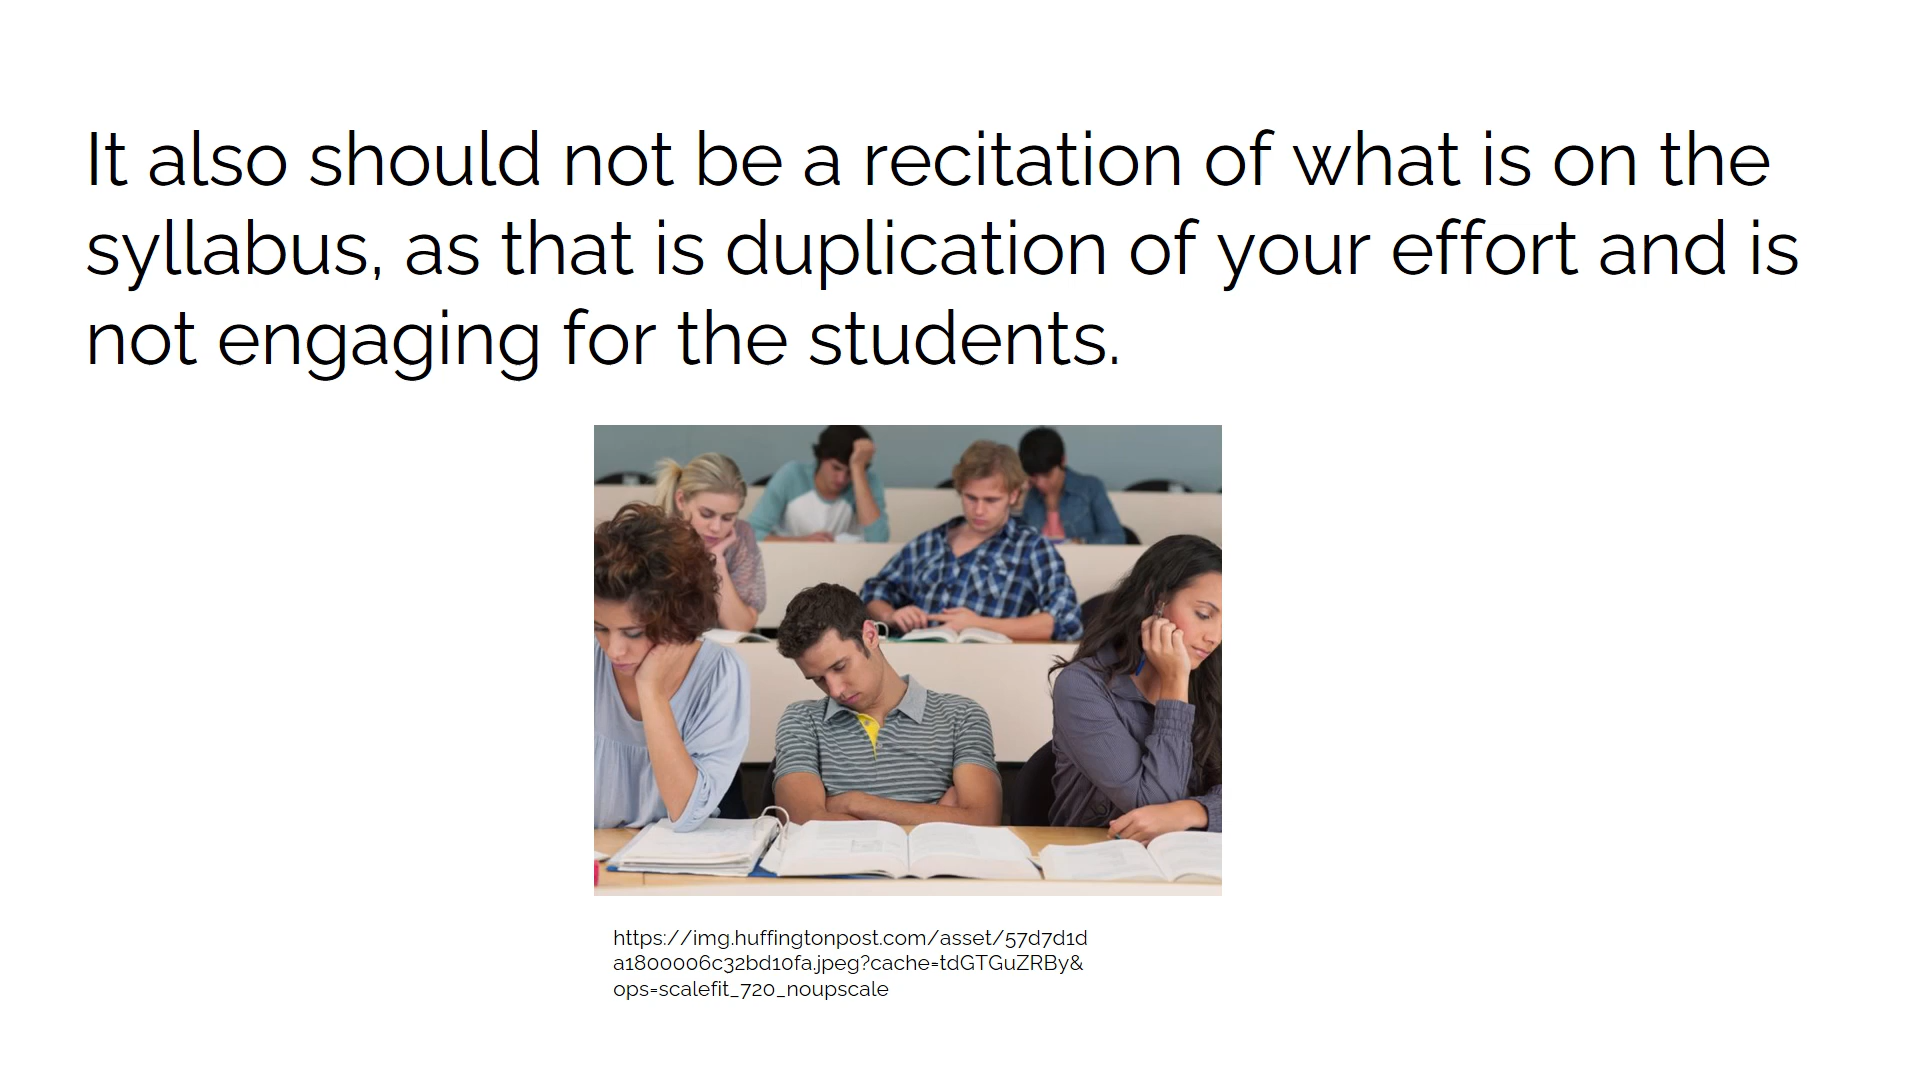 It also should not be a recitation of what is on the
syllabus, as that is duplication of your effort and is
not engaging for the students.
https://img.huffingtonpost.com/asset/57d7d1d
a1800006c32bd10fa.jpeg?cache=tdGTGuZRBy&
ops=scalefit_720_noupscale